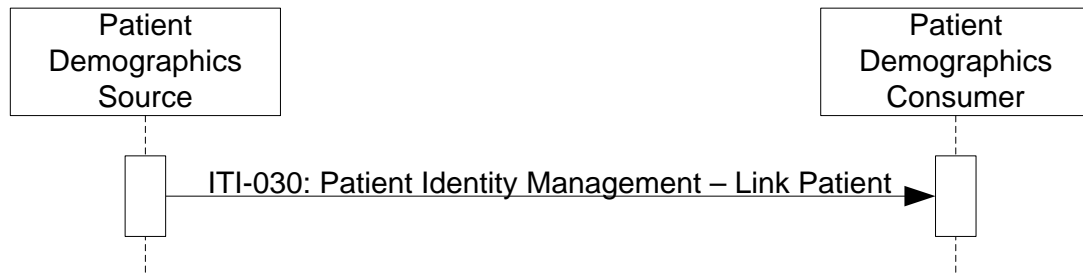 Patient
Demographics
Source
Patient
Demographics
Consumer
ITI-030: Patient Identity Management – Link Patient